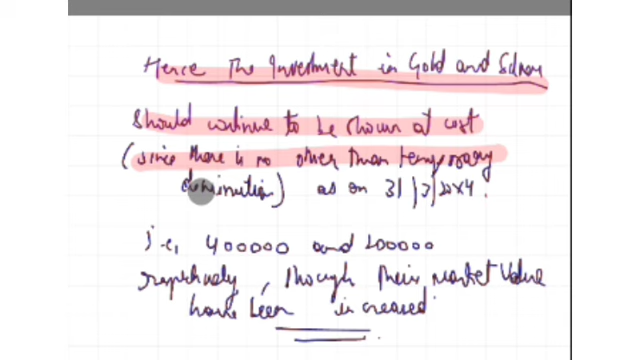 Hence The Investment in Gold and Silver
Should continue to be shown at cost
(since there is no other than temporary
diminution) as on 31/3/20X4.
i.e., 400000 and 200000
respectively, though their market value
have been increased.